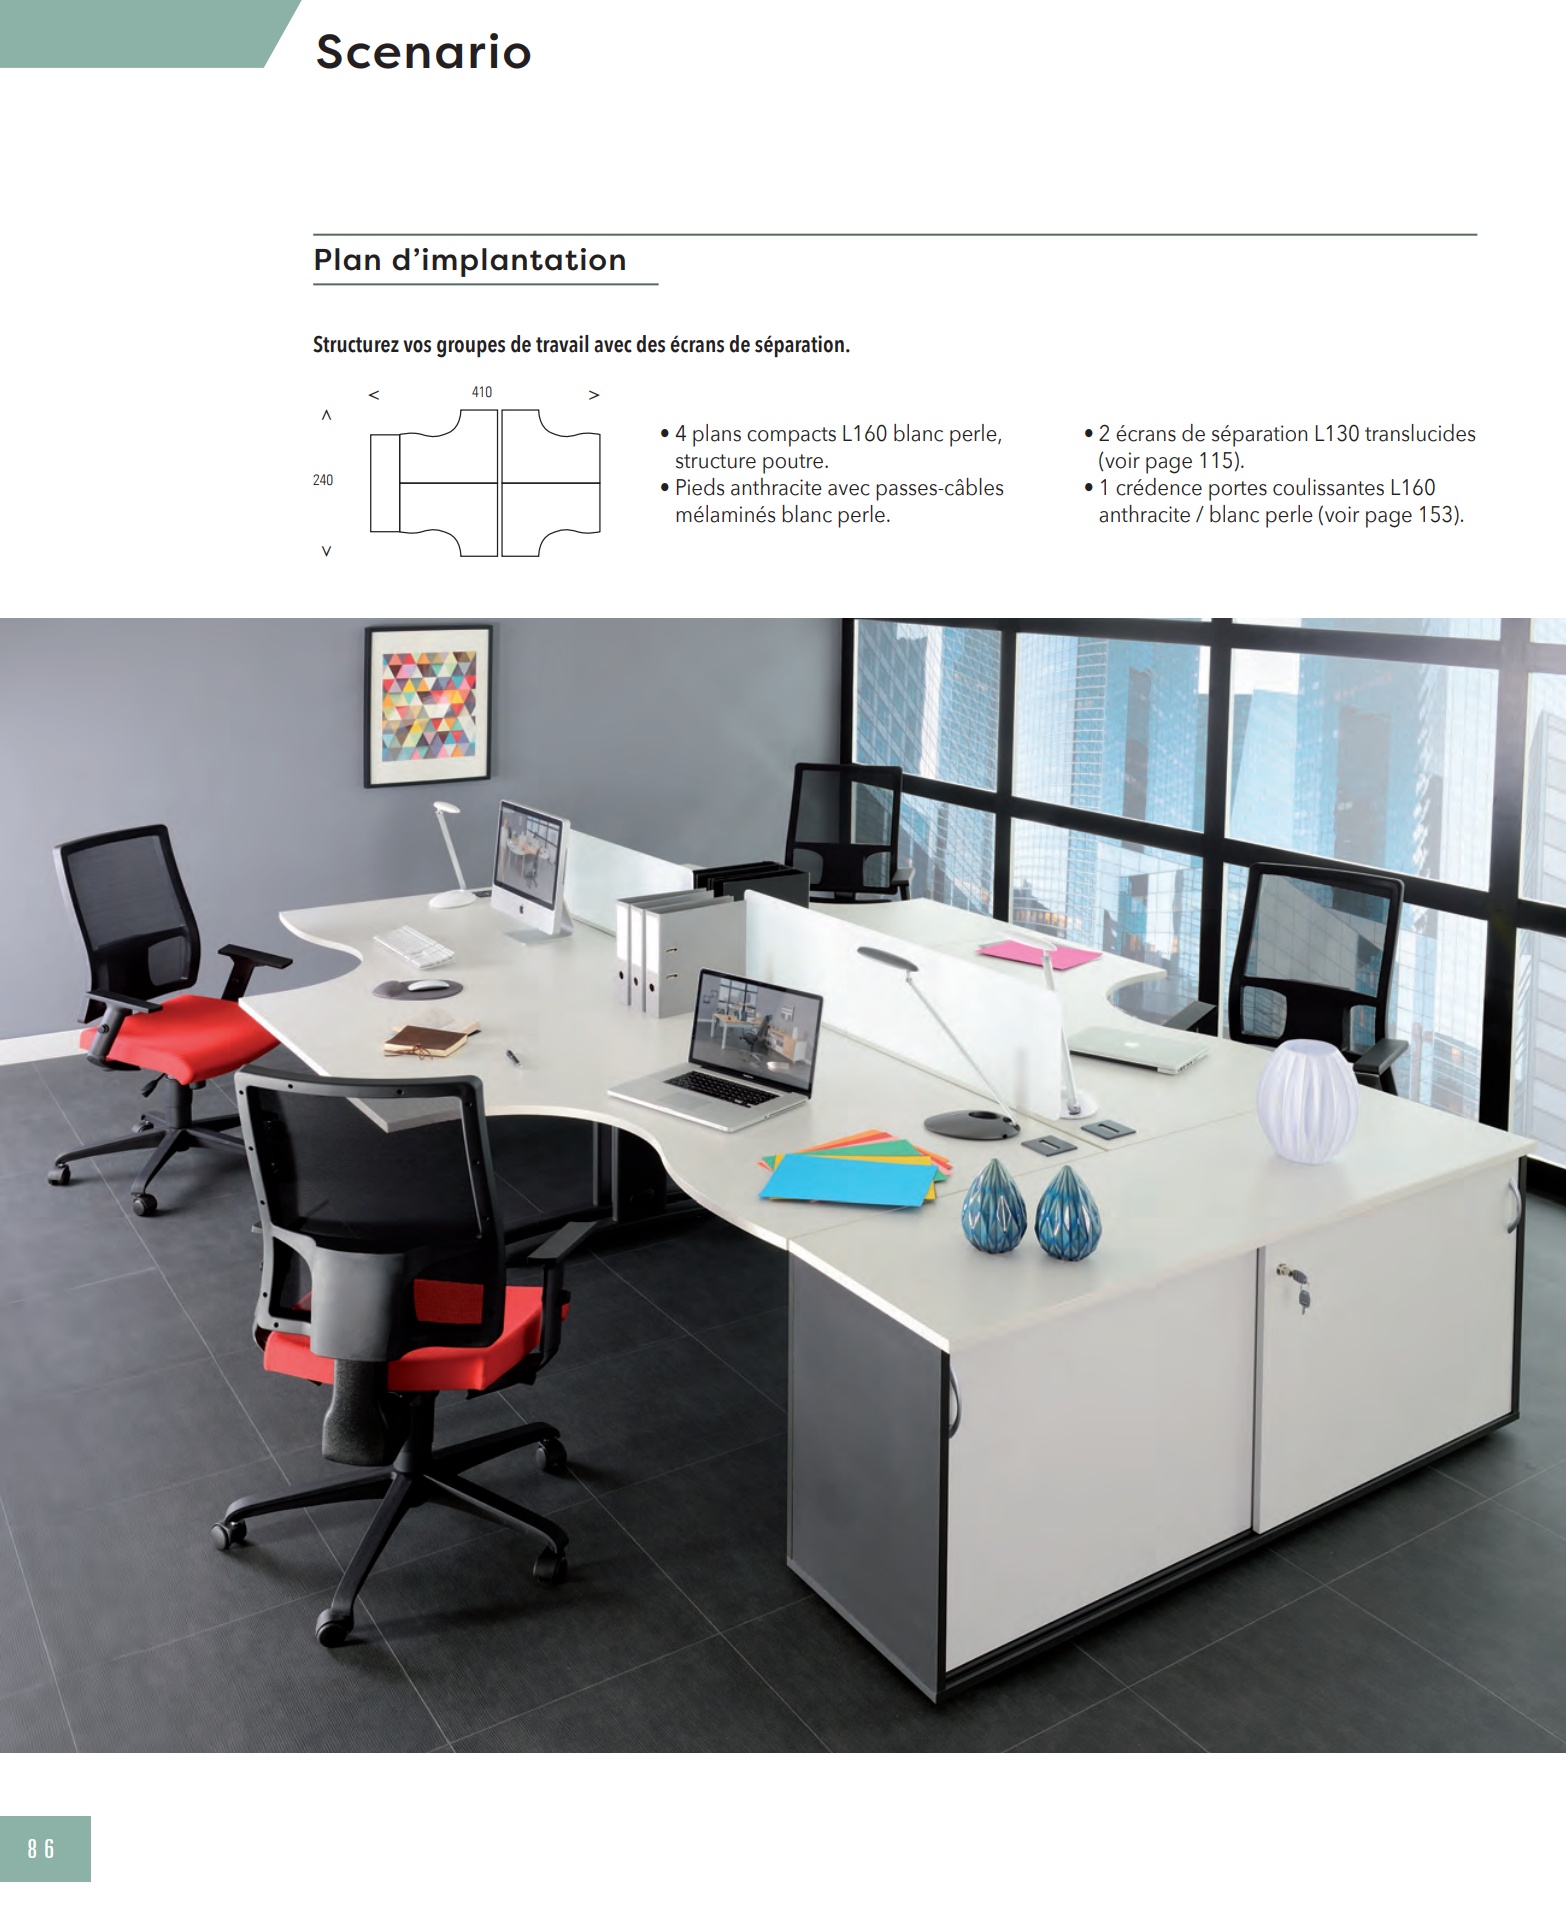 Scenario
Plan d’implantation
Structurez vos groupes de travail avec des écrans de séparation.
< 410 >
240
• 4 plans compacts L160 blanc perle,
structure poutre.
• Pieds anthracite avec passes-câbles
mélaminés blanc perle.
• 2 écrans de séparation L130 translucides
(voir page 115).
• 1 crédence portes coulissantes L160
anthracite / blanc perle (voir page 153).
86